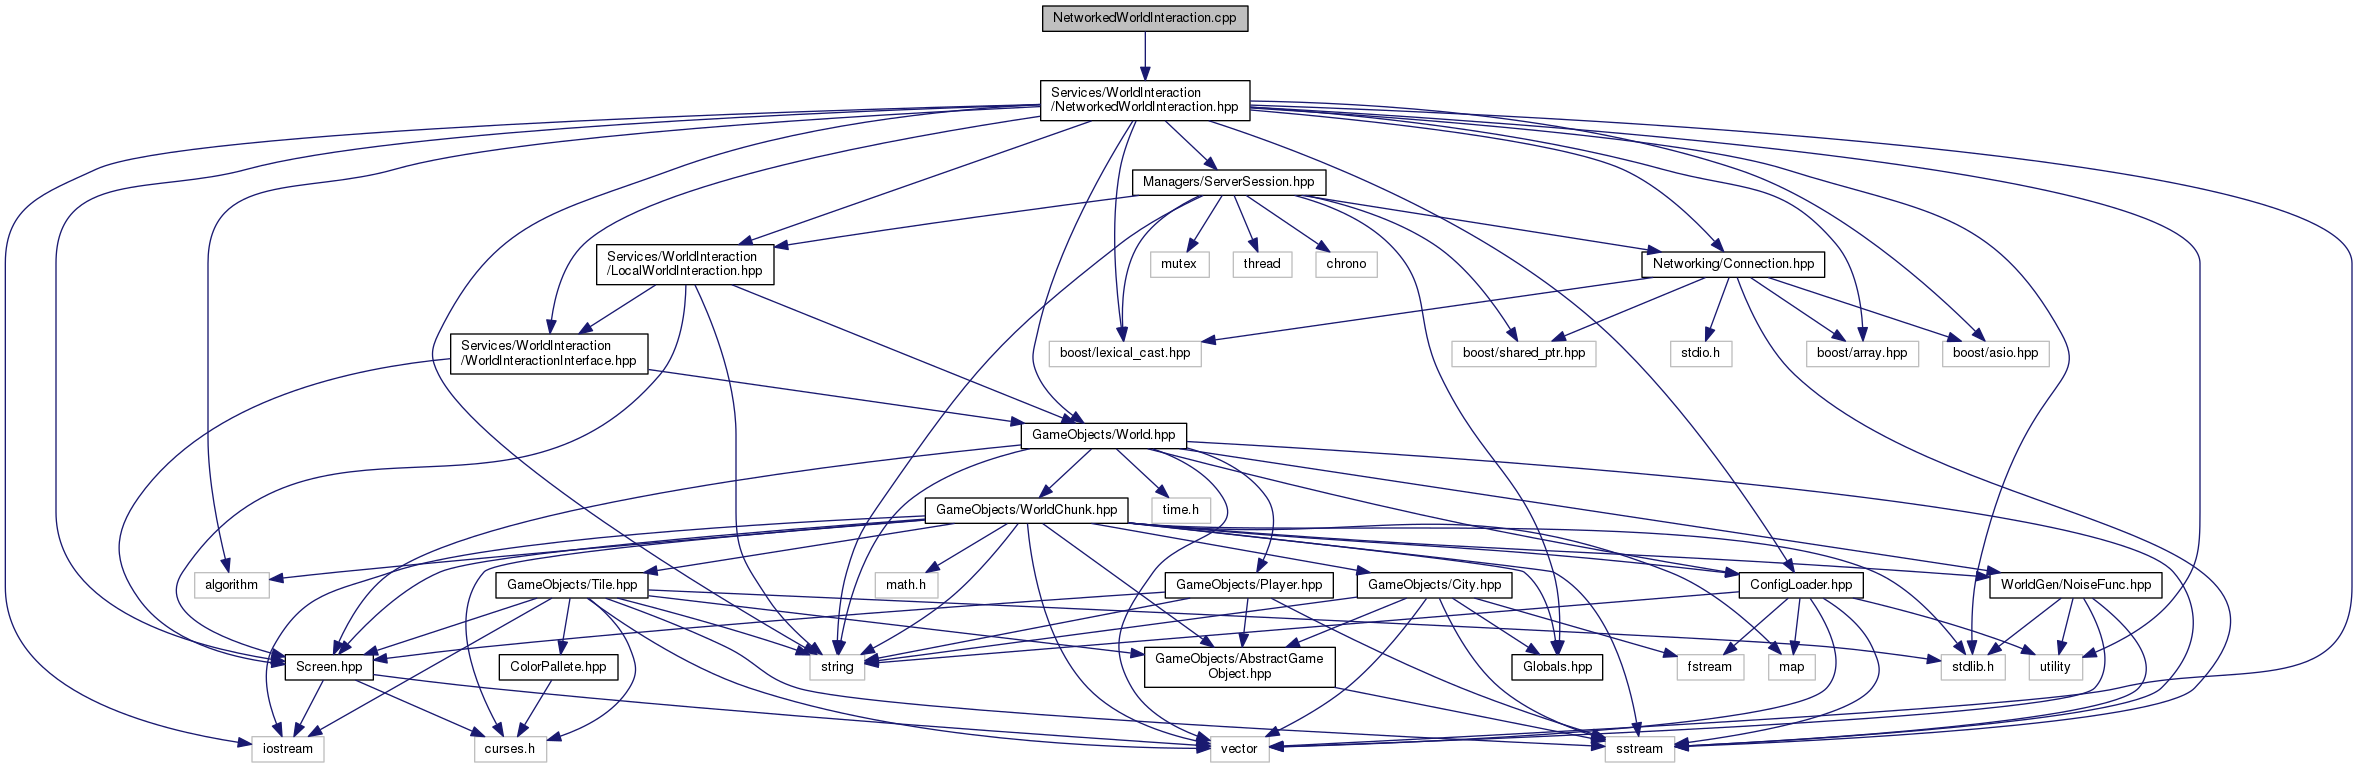 NetworkedWorldInteraction.cpp
Services/WorldInteraction
/NetworkedWorldInteraction.hpp
Managers/ServerSession.hpp
Services/WorldInteraction
/LocalWorldInteraction.hpp
mutex
thread
chrono
Networking/Connection.hpp
Services/WorldInteraction
/WorldInteractionInterface.hpp
boost/lexical_cast.hpp
boost/shared_ptr.hpp
stdio.h
boost/array.hpp
boost/asio.hpp
GameObjects/World.hpp
GameObjects/WorldChunk.hpp
time.h
algorithm
GameObjects/Tile.hpp
math.h
GameObjects/Player.hpp
GameObjects/City.hpp
ConfigLoader.hpp
WorldGen/NoiseFunc.hpp
Screen.hpp
ColorPallete.hpp
string
GameObjects/AbstractGame
Object.hpp
Globals.hpp
fstream
map
stdlib.h
utility
iostream
curses.h
vector
sstream